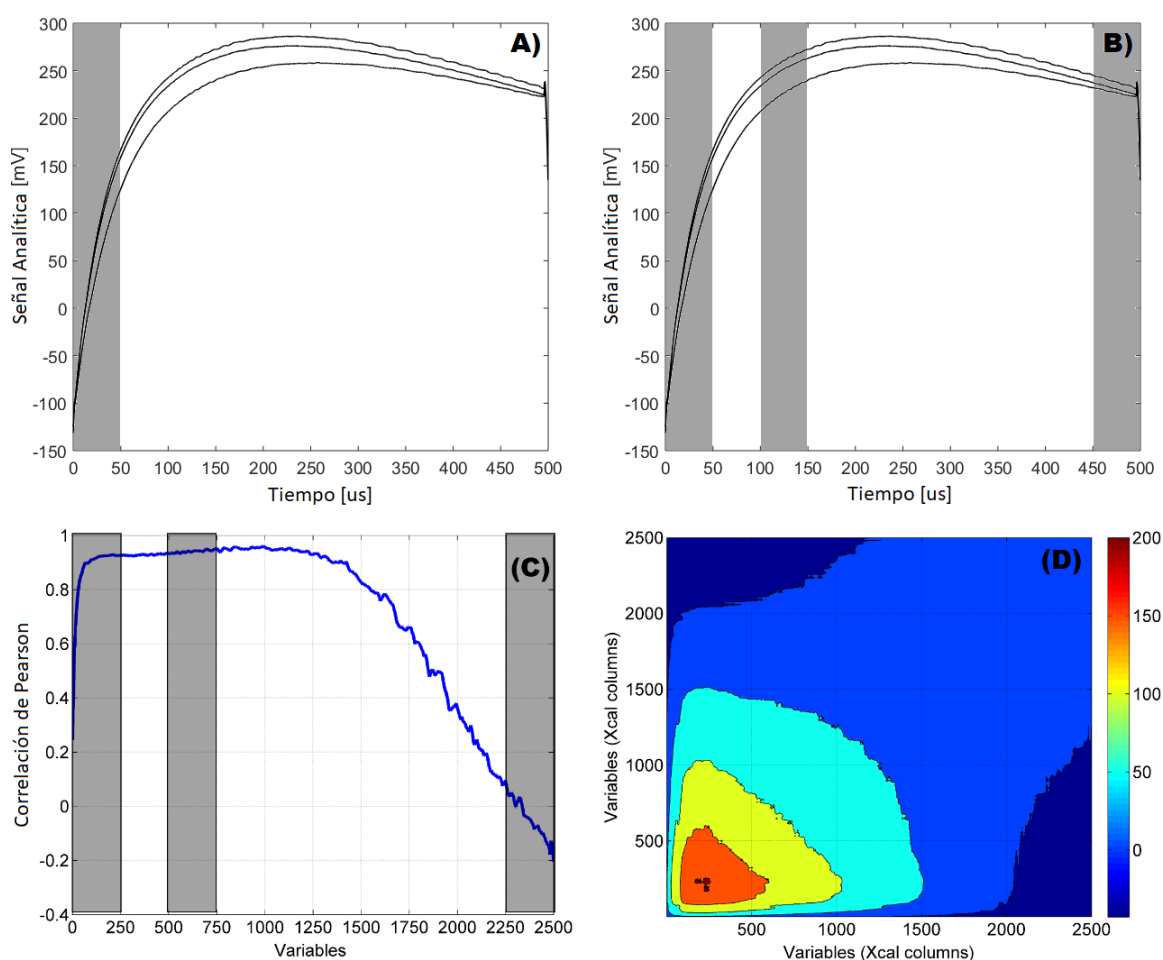 A)
300
250
200
150
100
50
0
-50
-100
-150
Señal Analítica [mV]
0 50 100 150 200 250 300 350 400 450 500
Tiempo [us]
B)
300
250
200
150
100
50
0
-50
-100
-150
Señal Analítica [mV]
0 50 100 150 200 250 300 350 400 450 500
Tiempo [us]
(C)
1
0.8
0.6
0.4
0.2
0
-0.2
-0.4
Correlación de Pearson
0 250 500 750 1000 1250 1500 1750 2000 2250 2500
Variables
(D)
2500
2000
1500
1000
500
Variables (Xcal columns)
500 1000 1500 2000 2500
Variables (Xcal columns)
200
150
100
50
0